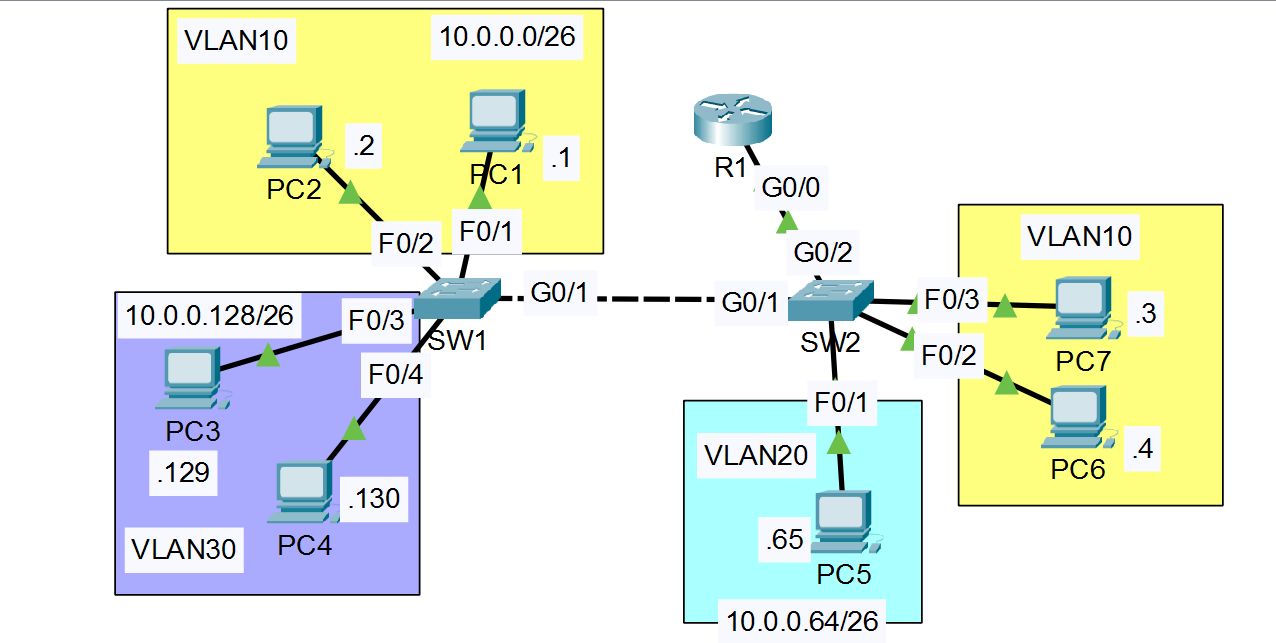 VLAN10
10.0.0.0/26
.2
.1
PC2
PC1
F0/2
F0/1
R1
G0/0
G0/2
VLAN10
10.0.0.128/26
F0/3
G0/1
G0/1
F0/3
.3
SW1
SW2
F0/2
PC7
F0/4
F0/1
PC3
.129
VLAN20
.4
PC6
.130
VLAN30
PC4
.65
PC5
10.0.0.64/26